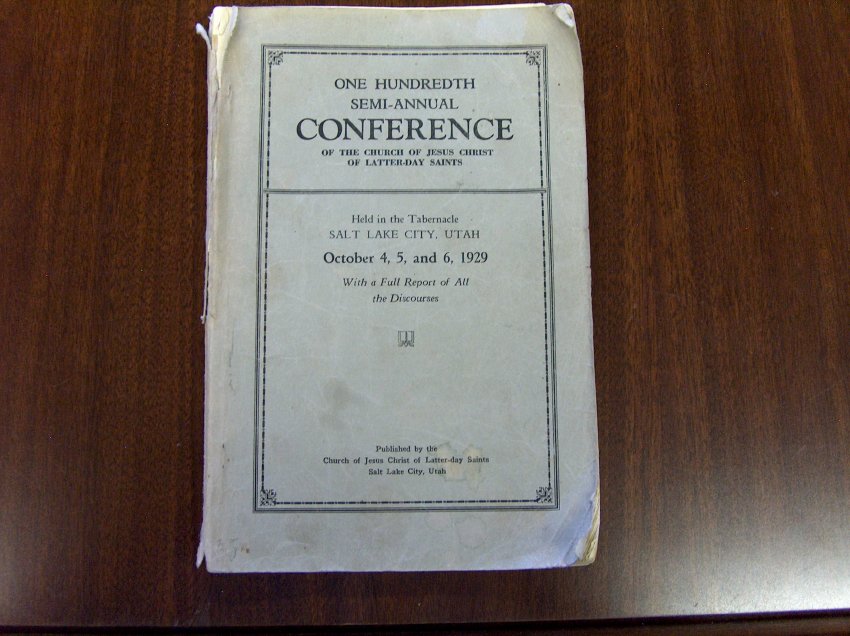 ONE HUNDREDTH
SEMI-ANNUAL
CONFERENCE
OF THE CHURCH OF JESUS CHRIST
OF LATTER-DAY SAINTS
Held in the Tabernacle
SALT LAKE CITY, UTAH
October 4, 5, and 6, 1929
With a Full Report of All
the Discourses
Published by the
Church of Jesus Christ of Latter-day Saints
Salt Lake City, Utah